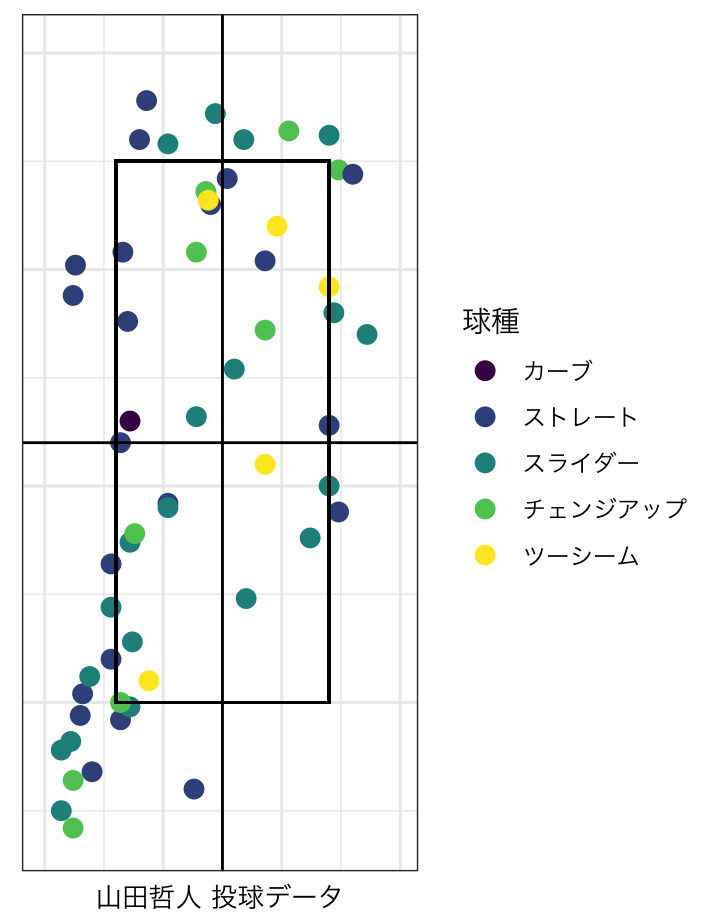 球種
カーブ
ストレート
スライダー
チェンジアップ
ツーシーム
山田哲人 投球データ